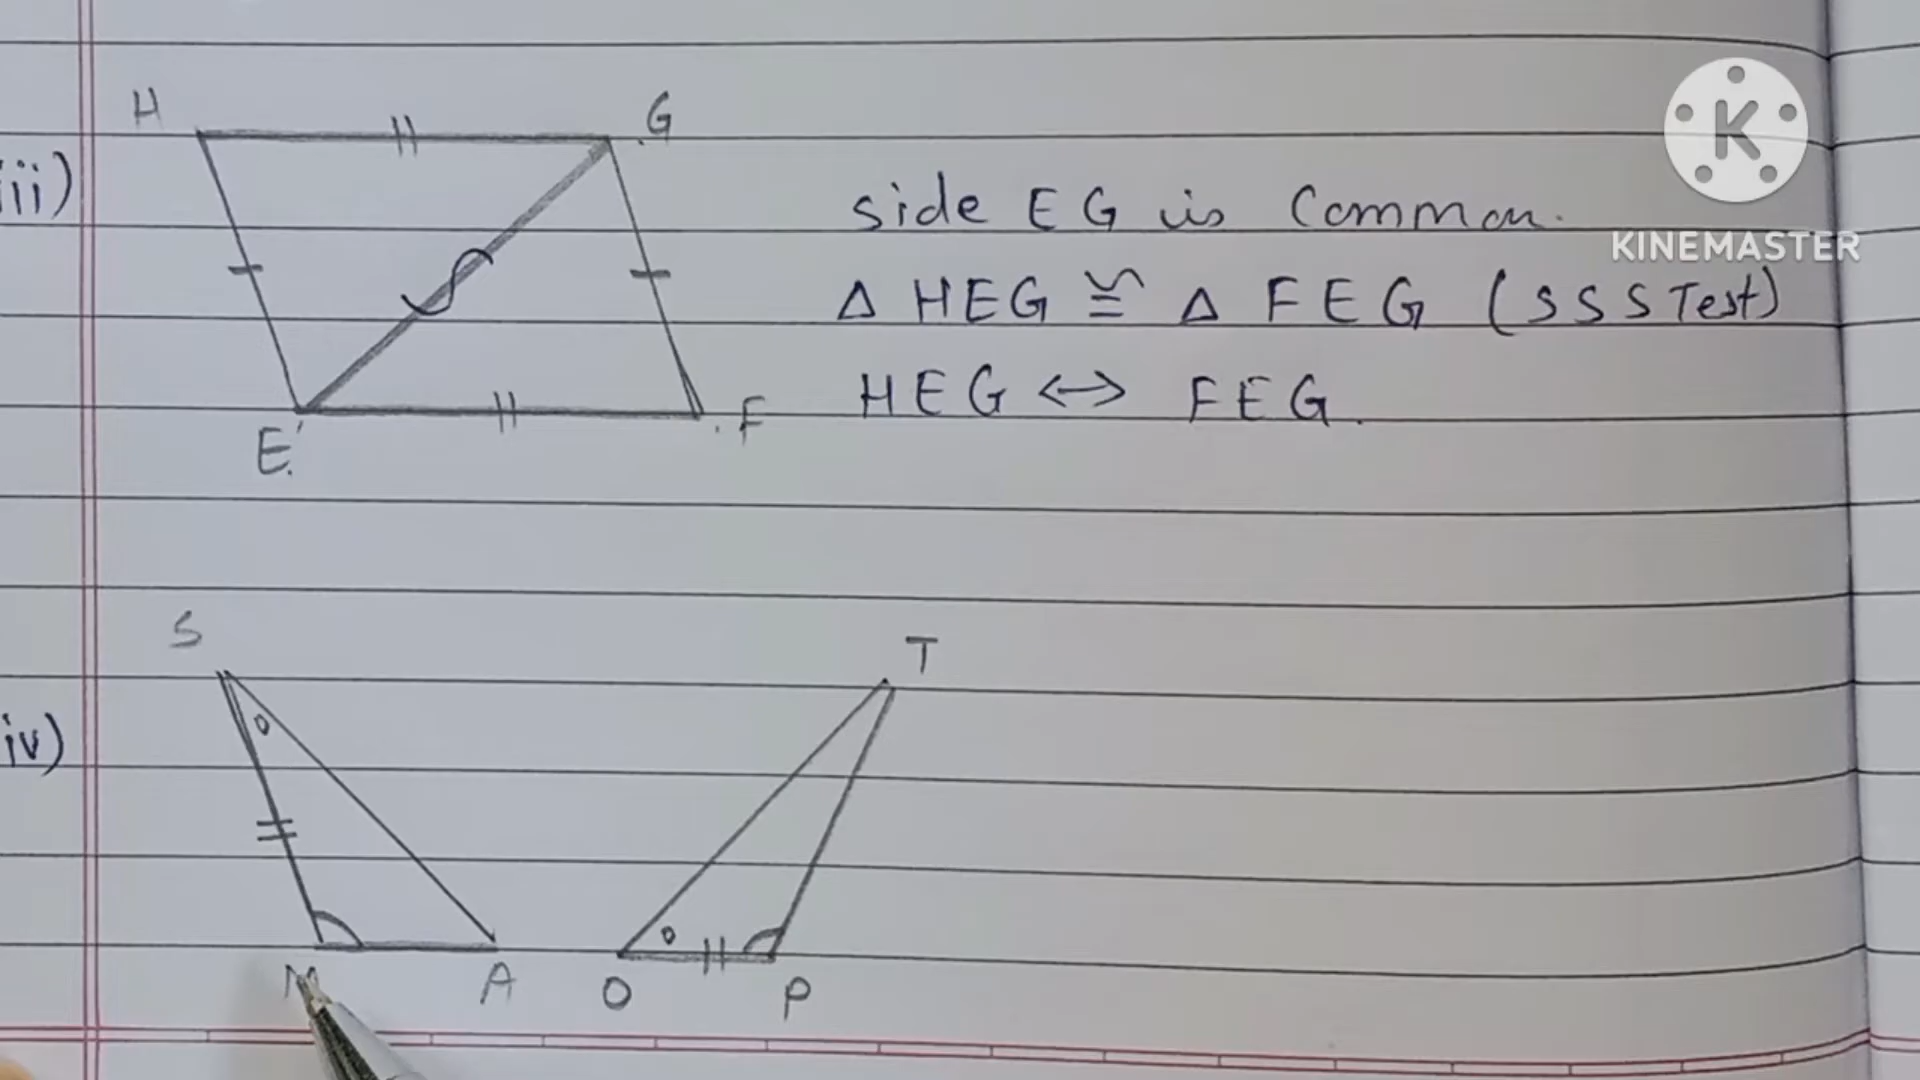 H
G
iii)
side EG is Common.
Δ HEG ≅ Δ FEG (SSS Test)
HEG ↔ FEG.
E
F
S
T
iv)
M
A
O
P
K
KINEMASTER